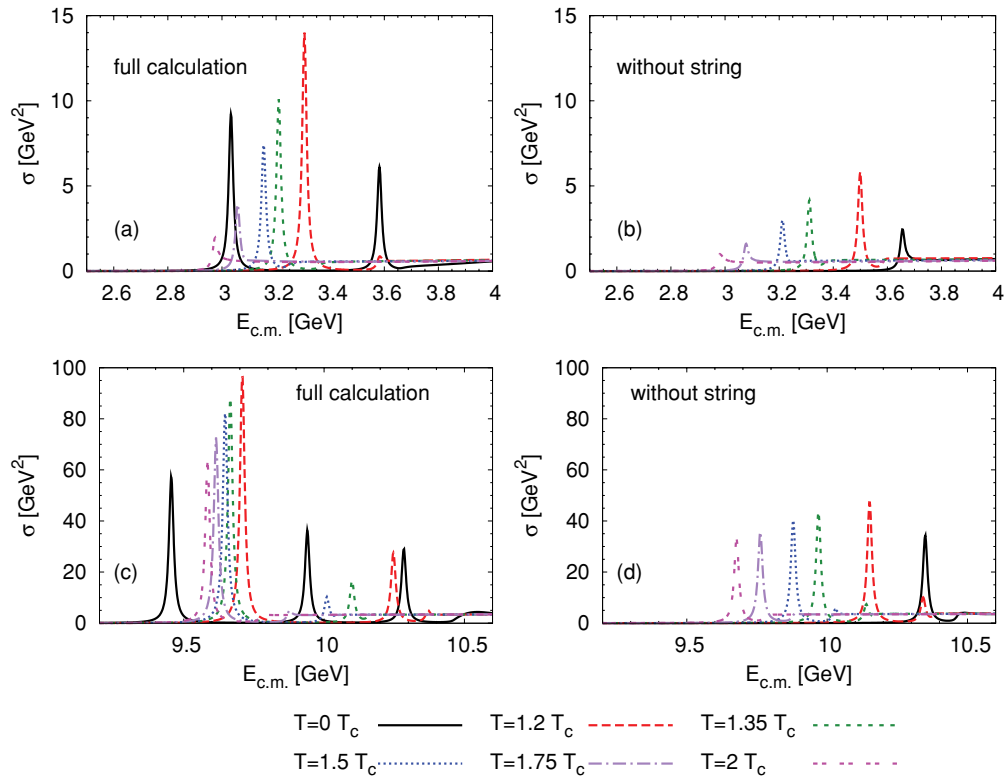 full calculation
(a)
σ [GeV²]
0
5
10
15
2.6 2.8 3 3.2 3.4 3.6 3.8 4
E_c.m. [GeV]
without string
(b)
σ [GeV²]
0
5
10
15
2.6 2.8 3 3.2 3.4 3.6 3.8 4
E_c.m. [GeV]
full calculation
(c)
σ [GeV²]
0
20
40
60
80
100
9.5 10 10.5
E_c.m. [GeV]
without string
(d)
σ [GeV²]
0
20
40
60
80
100
9.5 10 10.5
E_c.m. [GeV]
T=0 T_c T=1.2 T_c T=1.35 T_c
T=1.5 T_c T=1.75 T_c T=2 T_c